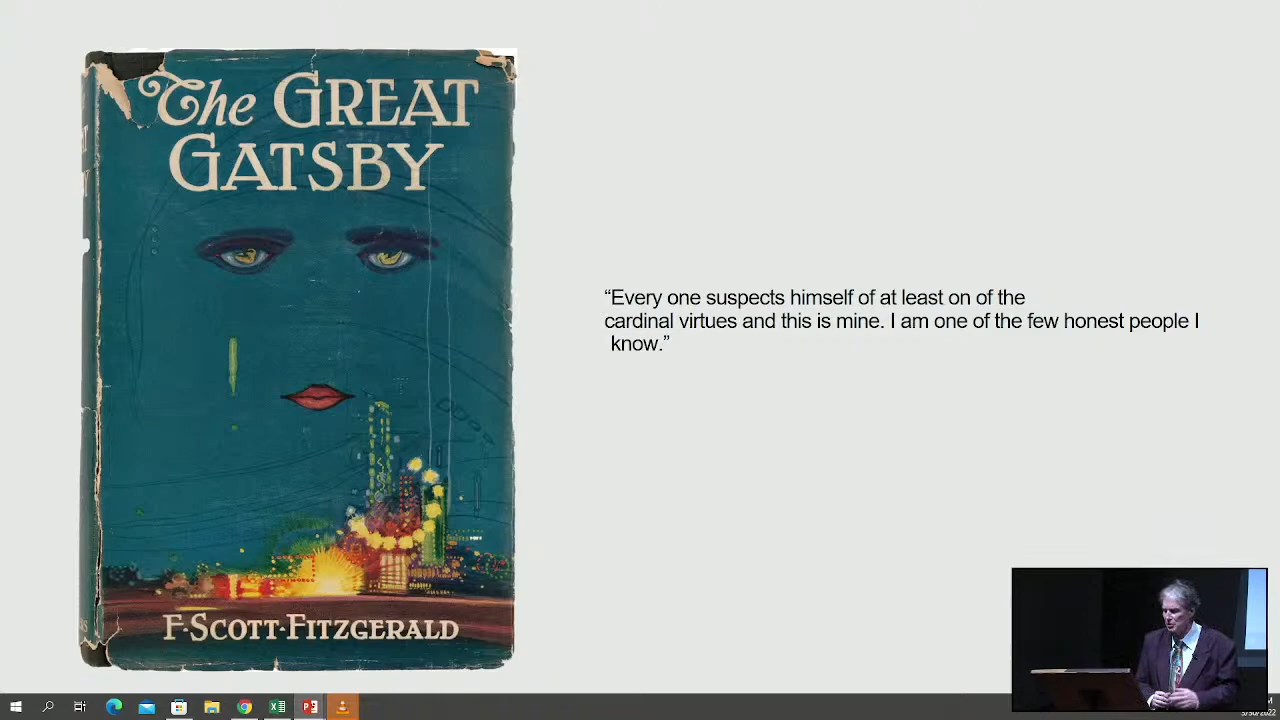 The GREAT
GATSBY
F·SCOTT·FITZGERALD
“Every one suspects himself of at least on of the
cardinal virtues and this is mine. I am one of the few honest people I
know.”